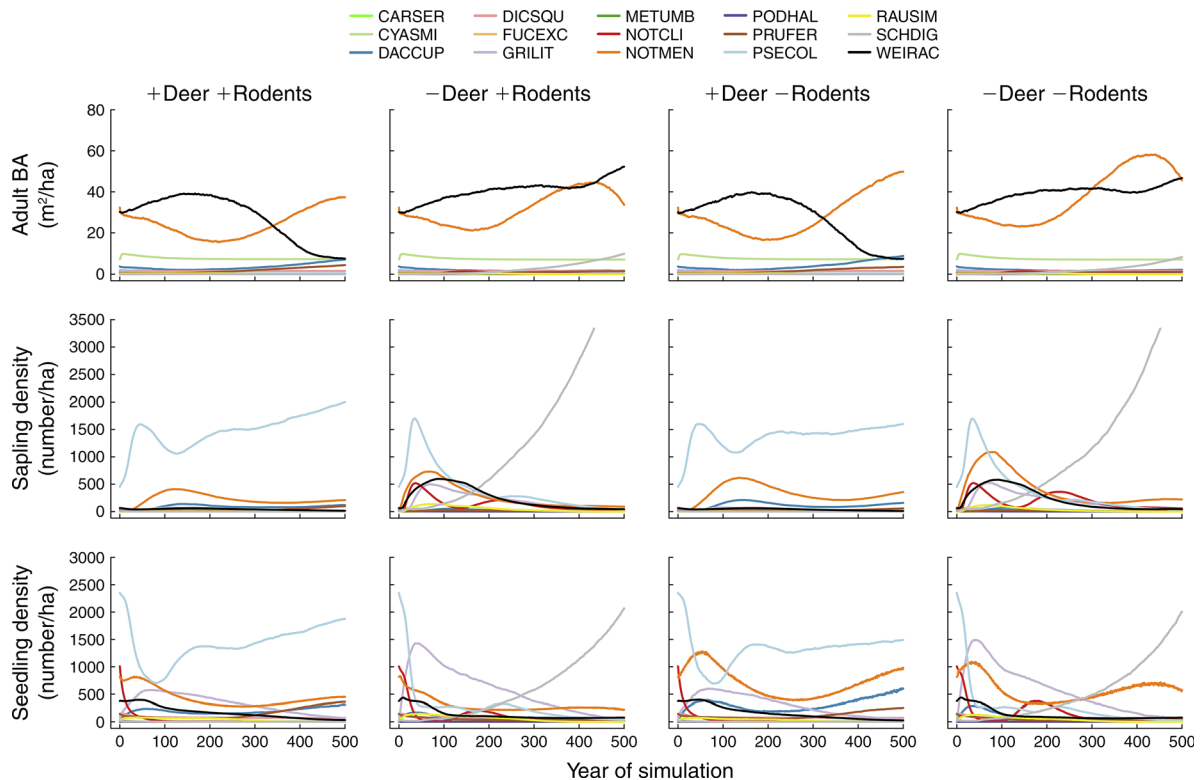 CARSER DICSQU METUMB PODHAL RAUSIM
CYASMI FUCEXC NOTCLI PRUFER SCHDIG
DACCUP GRILIT NOTMEN PSECOL WEIRAC
+Deer +Rodents −Deer +Rodents +Deer −Rodents −Deer −Rodents
Adult BA
(m²/ha)
80
60
40
20
0
Sapling density
(number/ha)
3500
3000
2500
2000
1500
1000
500
0
Seedling density
(number/ha)
3000
2500
2000
1500
1000
500
0
0 100 200 300 400 500 0 100 200 300 400 500 0 100 200 300 400 500 0 100 200 300 400 500
Year of simulation